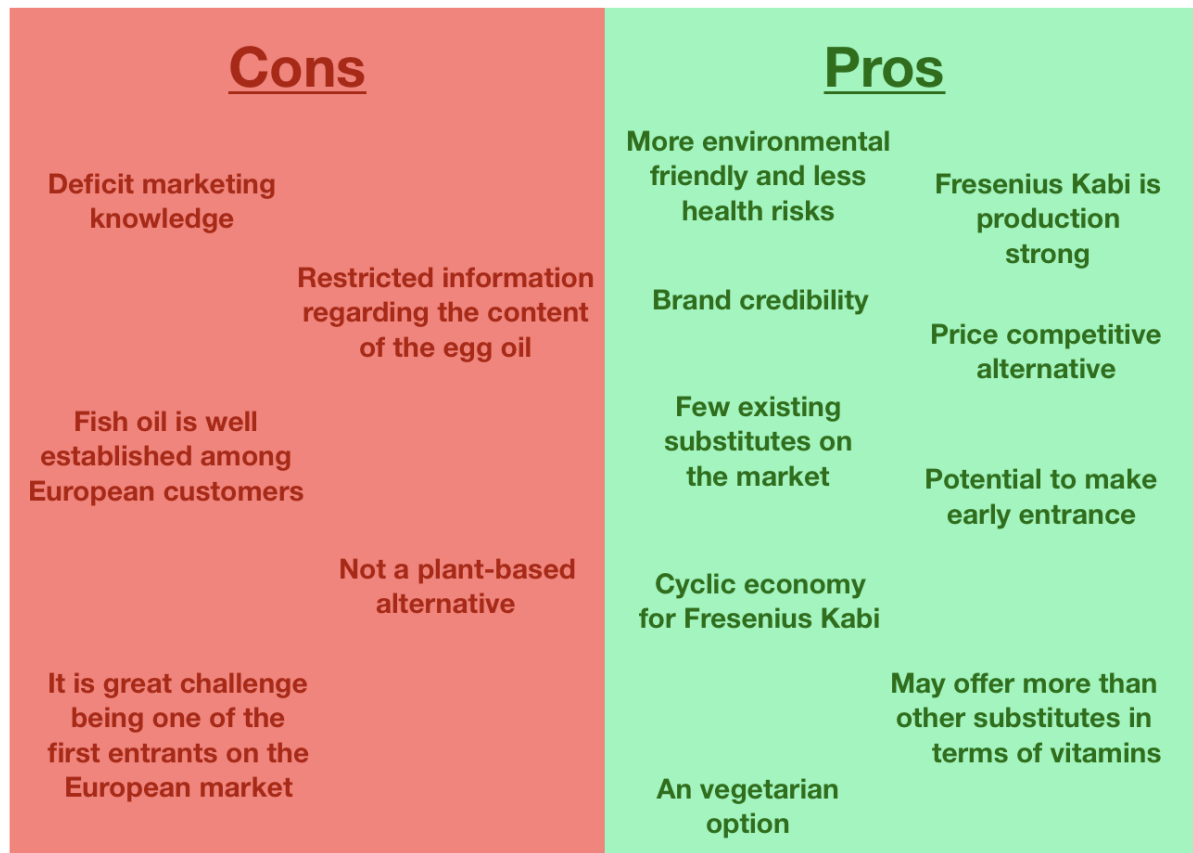 Cons
Deficit marketing
knowledge
Restricted information
regarding the content
of the egg oil
Fish oil is well
established among
European customers
Not a plant-based
alternative
It is great challenge
being one of the
first entrants on the
European market
Pros
More environmental
friendly and less
health risks
Fresenius Kabi is
production
strong
Brand credibility
Price competitive
alternative
Few existing
substitutes on
the market
Potential to make
early entrance
Cyclic economy
for Fresenius Kabi
May offer more than
other substitutes in
terms of vitamins
An vegetarian
option